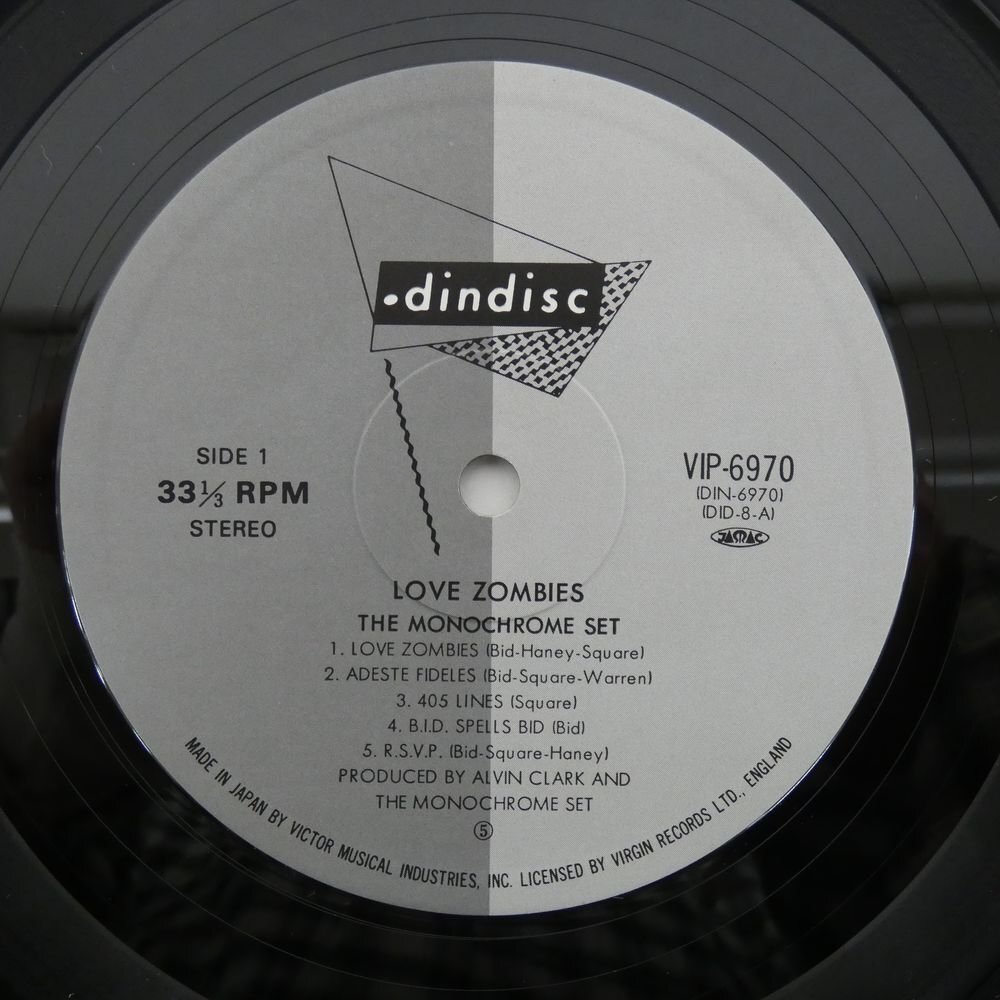 .dindisc
SIDE 1
33⅓ RPM
STEREO
VIP-6970
(DIN-6970)
(DID-8-A)
JASRAC
LOVE ZOMBIES
THE MONOCHROME SET
1. LOVE ZOMBIES (Bid-Haney-Square)
2. ADESTE FIDELES (Bid-Square-Warren)
3. 405 LINES (Square)
4. B.I.D. SPELLS BID (Bid)
5. R.S.V.P. (Bid-Square-Haney)
PRODUCED BY ALVIN CLARK AND
THE MONOCHROME SET
⑤
MADE IN JAPAN BY VICTOR MUSICAL INDUSTRIES, INC. LICENSED BY VIRGIN RECORDS LTD., ENGLAND